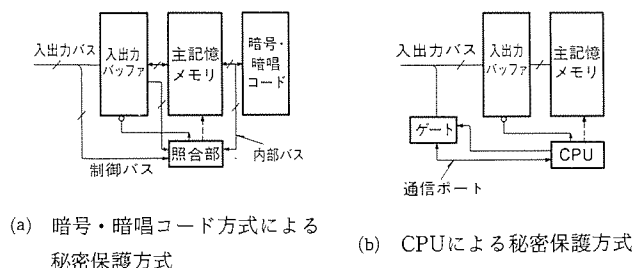 入出力バス
入出力
バッファ
主記憶
メモリ
暗号・
暗唱
コード
照合部
内部バス
制御バス
(a) 暗号・暗唱コード方式による
秘密保護方式
入出力バス
入出力
バッファ
主記憶
メモリ
ゲート
CPU
通信ポート
(b) CPUによる秘密保護方式